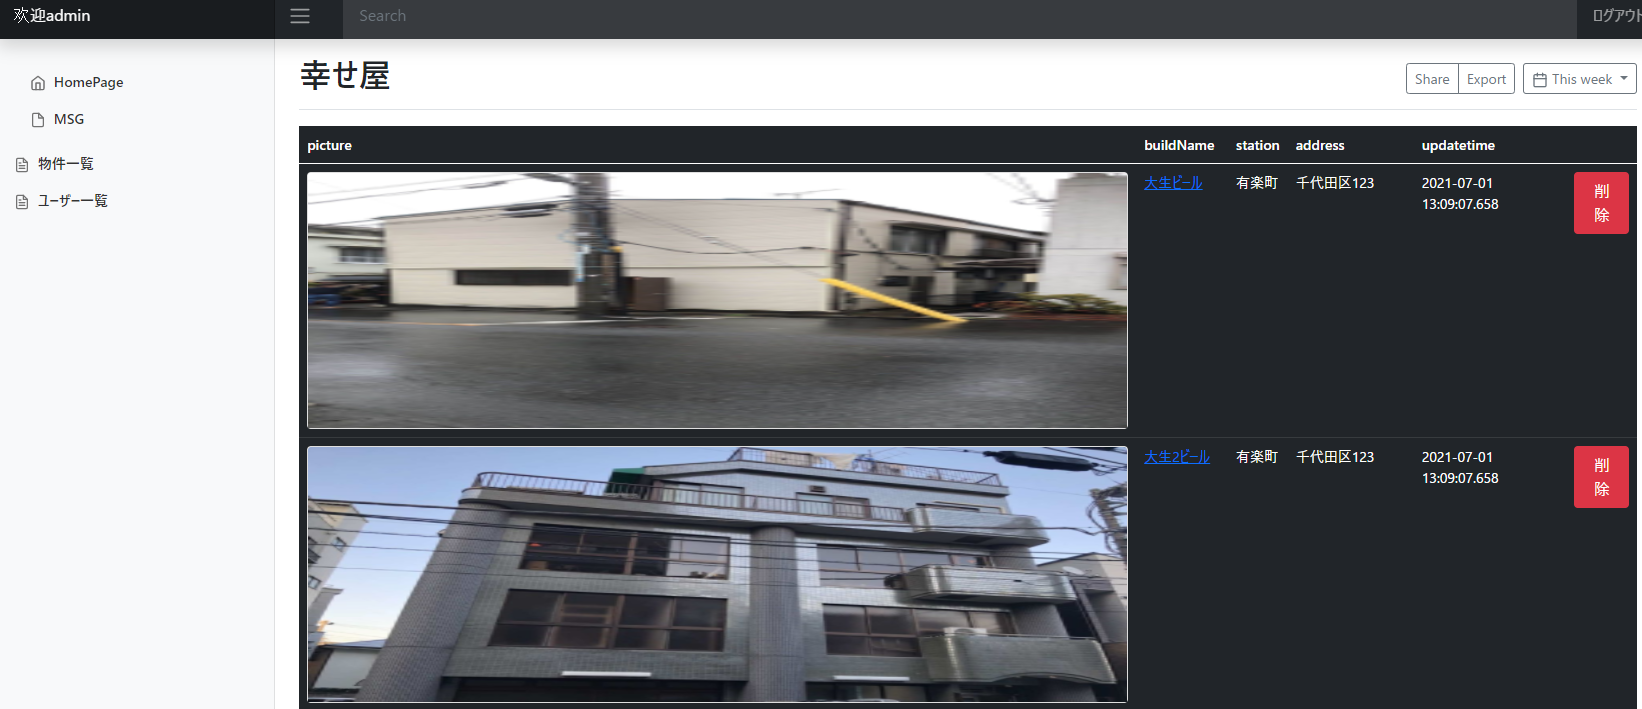 欢迎admin
Search
ログアウト
HomePage
MSG
物件一覧
ユーザー一覧
幸せ屋
Share
Export
This week
picture
buildName
station
address
updatetime
大生ビール
有楽町
千代田区123
2021-07-01
13:09:07.658
削
除
大生2ビール
有楽町
千代田区123
2021-07-01
13:09:07.658
削
除